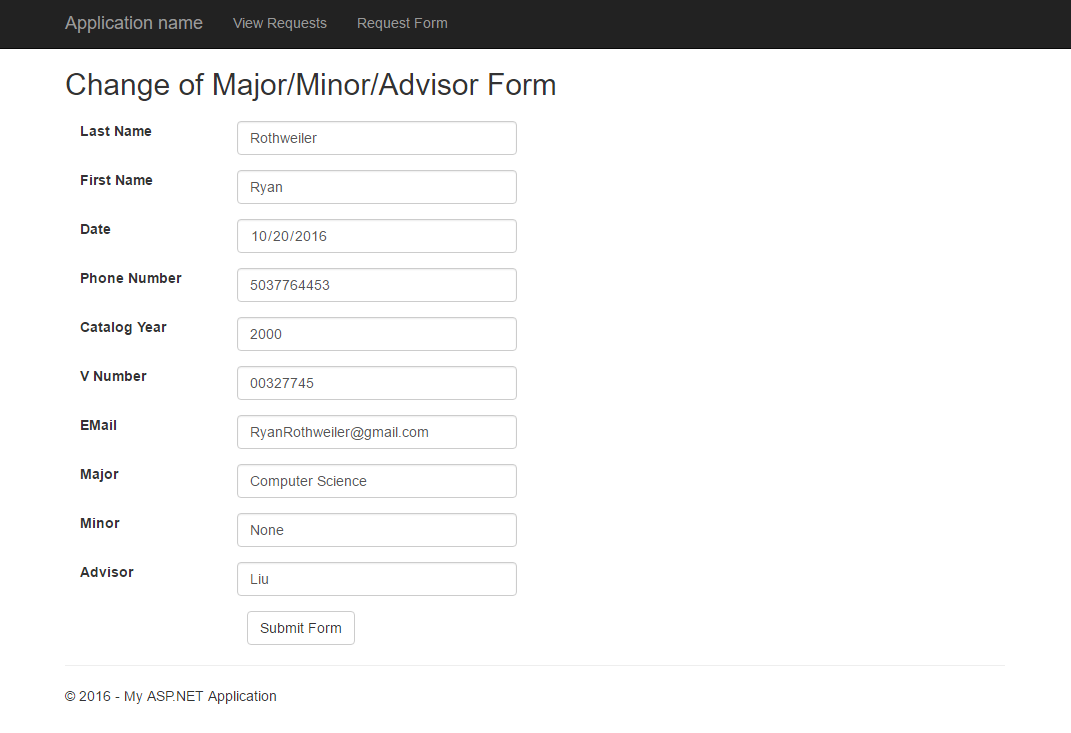 Application name View Requests Request Form
Change of Major/Minor/Advisor Form
Last Name Rothweiler
First Name Ryan
Date 10/20/2016
Phone Number 5037764453
Catalog Year 2000
V Number 00327745
EMail RyanRothweiler@gmail.com
Major Computer Science
Minor None
Advisor Liu
Submit Form
© 2016 - My ASP.NET Application